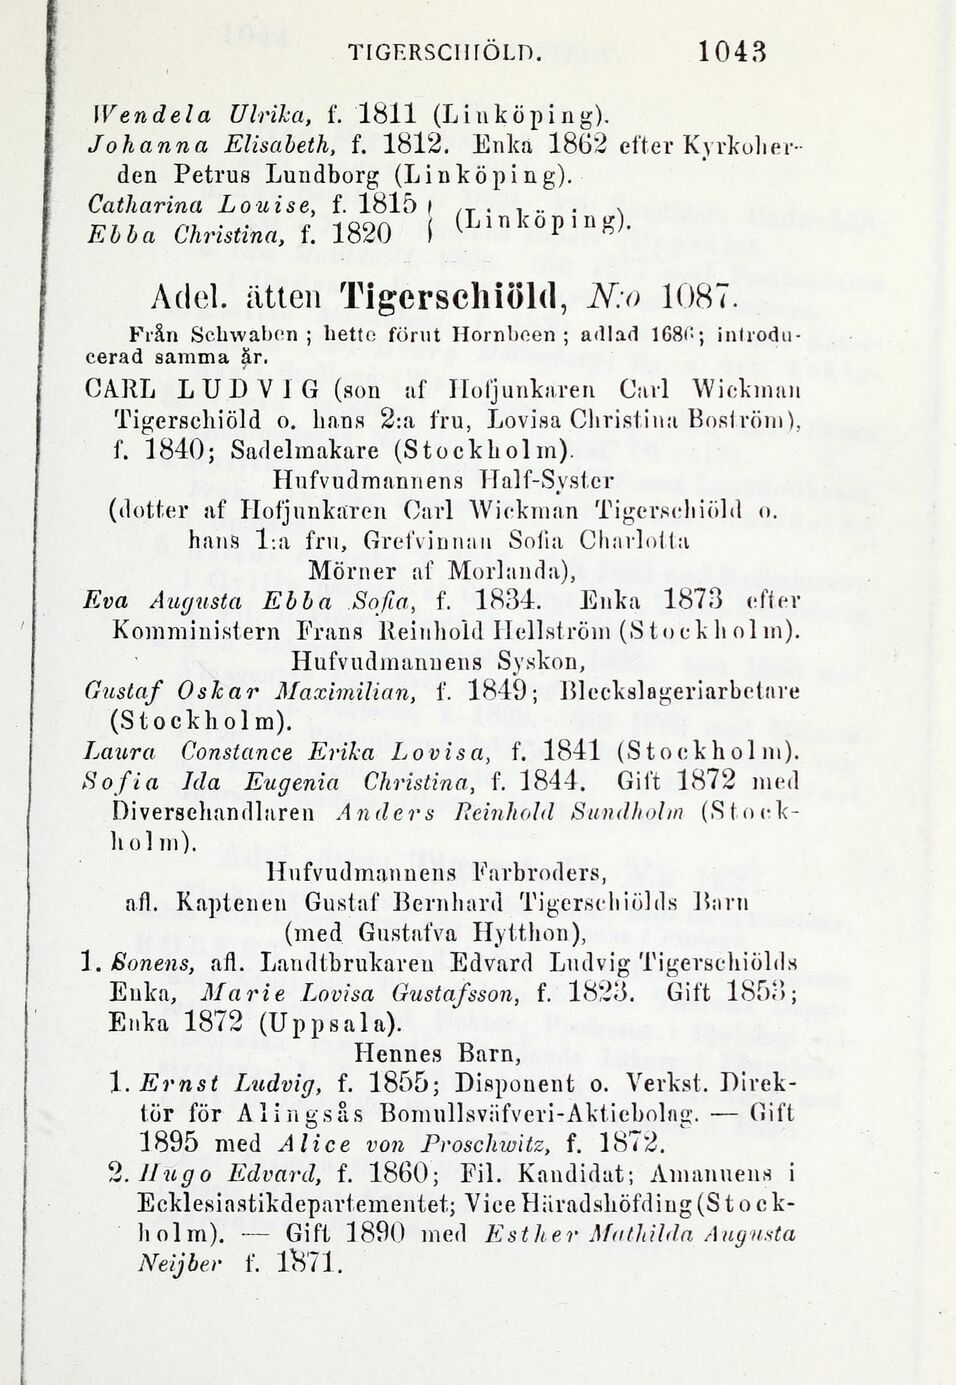 TIGERSCHIÖLD. 1043
Wendela Ulrika, f. 1811 (Linköping).
Johanna Elisabeth, f. 1812. Enka 1862 efter Kyrkoher-
den Petrus Lundborg (Linköping).
Catharina Louise, f. 1815
Ebba Christina, f. 1820 } (Linköping).
Adel. ätten Tigerschiöld, N:o 1087.
Från Schwaben; hette förut Hornbeen; adlad 1686; introdu-
cerad samma år.
CARL LUDVIG (son af Hofjunkaren Carl Wickman
Tigerschiöld o. hans 2:a fru, Lovisa Christina Boström),
f. 1840; Sadelmakare (Stockholm).
Hufvudmannens Half-Syster
(dotter af Hofjunkaren Carl Wickman Tigerschiöld o.
hans 1:a fru, Grefvinnan Sofia Charlotta
Mörner af Morlanda),
Eva Augusta Ebba Sofia, f. 1834. Enka 1873 efter
Komministern Frans Reinhold Hellström (Stockholm).
Hufvudmannens Syskon,
Gustaf Oskar Maximilian, f. 1849; Bleckslageriarbetare
(Stockholm).
Laura Constance Erika Lovisa, f. 1841 (Stockholm).
Sofia Ida Eugenia Christina, f. 1844. Gift 1872 med
Diversehandlaren Anders Reinhold Sundholm (Stock-
holm).
Hufvudmannens Farbroders,
afl. Kaptenen Gustaf Bernhard Tigerschiölds Barn
(med Gustafva Hytthon),
1. Sonens, afl. Landtbrukaren Edvard Ludvig Tigerschiölds
Enka, Marie Lovisa Gustafsson, f. 1823. Gift 1853;
Enka 1872 (Uppsala).
Hennes Barn,
1. Ernst Ludvig, f. 1855; Disponent o. Verkst. Direk-
tör för Alingsås Bomullsväfveri-Aktiebolag. — Gift
1895 med Alice von Proschwitz, f. 1872.
2. Hugo Edvard, f. 1860; Fil. Kandidat; Amanuens i
Ecklesiastikdepartementet; Vice Häradshöfding (Stock-
holm). — Gift 1890 med Esther Mathilda Augusta
Neijber f. 1871.